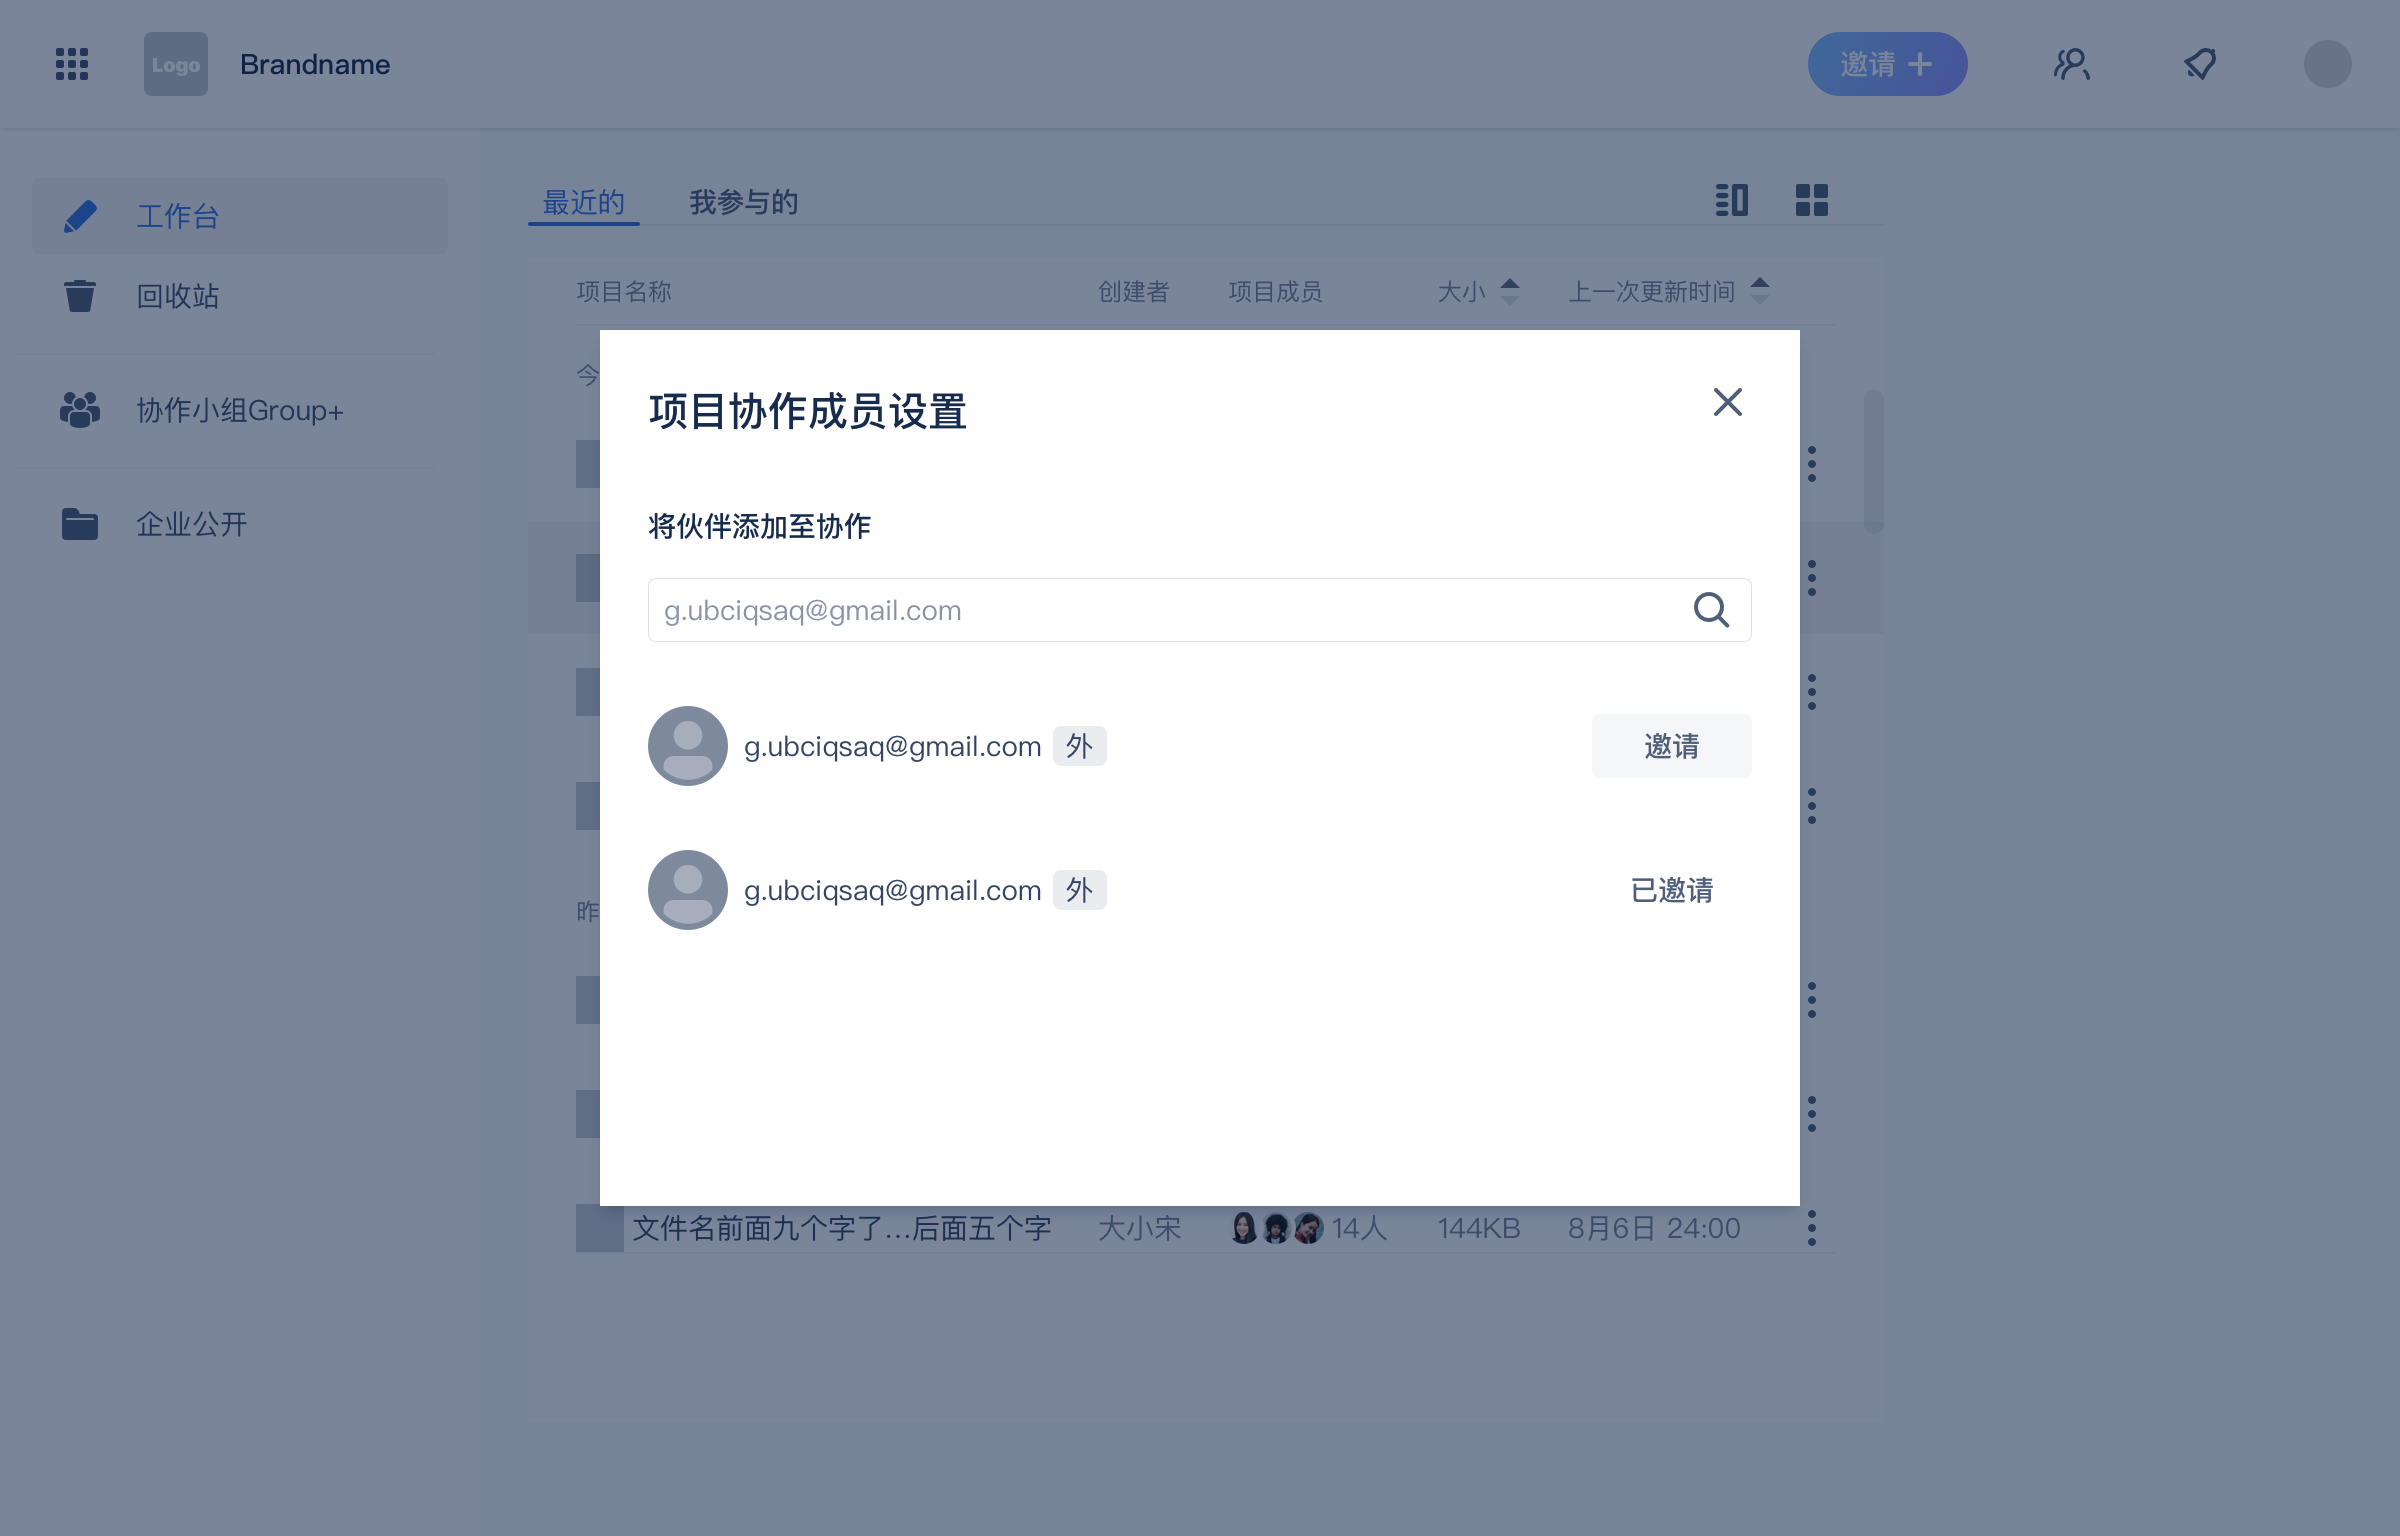 Logo
Brandname
邀请
工作台
回收站
协作小组Group+
企业公开
最近的
我参与的
项目名称
创建者
项目成员
大小
上一次更新时间
今
项目协作成员设置
将伙伴添加至协作
g.ubciqsaq@gmail.com
g.ubciqsaq@gmail.com 外
邀请
g.ubciqsaq@gmail.com 外
已邀请
昨
文件名前面九个字了...后面五个字
大小宋
14人
144KB
8月6日 24:00